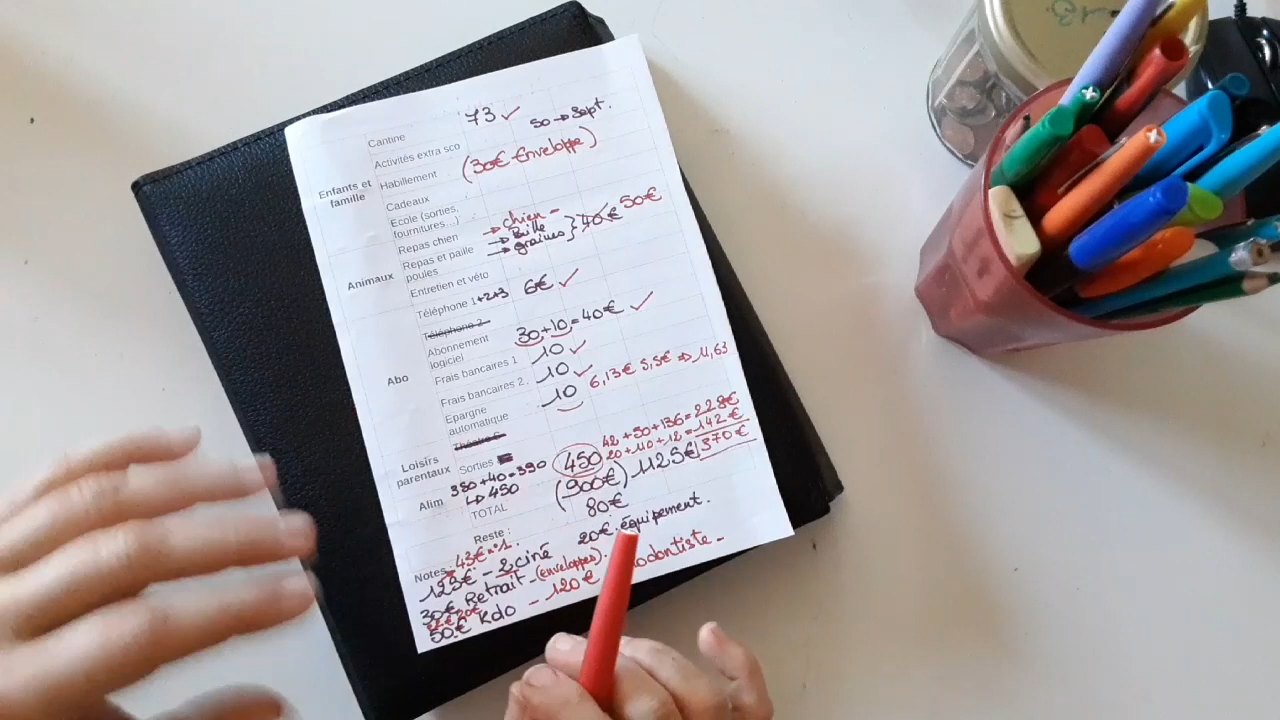 Cantine 73 ✓
Activités extra sco 50 → Sept.
Enfants et famille Habillement (30€ Enveloppe)
Cadeaux
Ecole (sorties, fournitures...)
Repas chien → chien -
Repas et paille poules → Paille → graines } 40€ 50€
Animaux Entretien et véto
Téléphone 1+2+3 6€ ✓
Téléphone 2
Abonnement logiciel 30+10=40€ ✓
Abo Frais bancaires 1 10 ✓
Frais bancaires 2 10 ✓
Epargne automatique 10 6,13€ 5,5€ => 11,63
Théatre €
Loisirs parentaux Sorties
42+50+136=228€
20+110+12=142€
370€
Alim 350+40=390
↳ 450
450
TOTAL (900€) 1125€
Reste : 80€
Notes : 43€ n°1.
20€. équipement.
123€ - 2 ciné
30€ Retrait - (enveloppes).
50€ Kdo - 120€ odontiste -